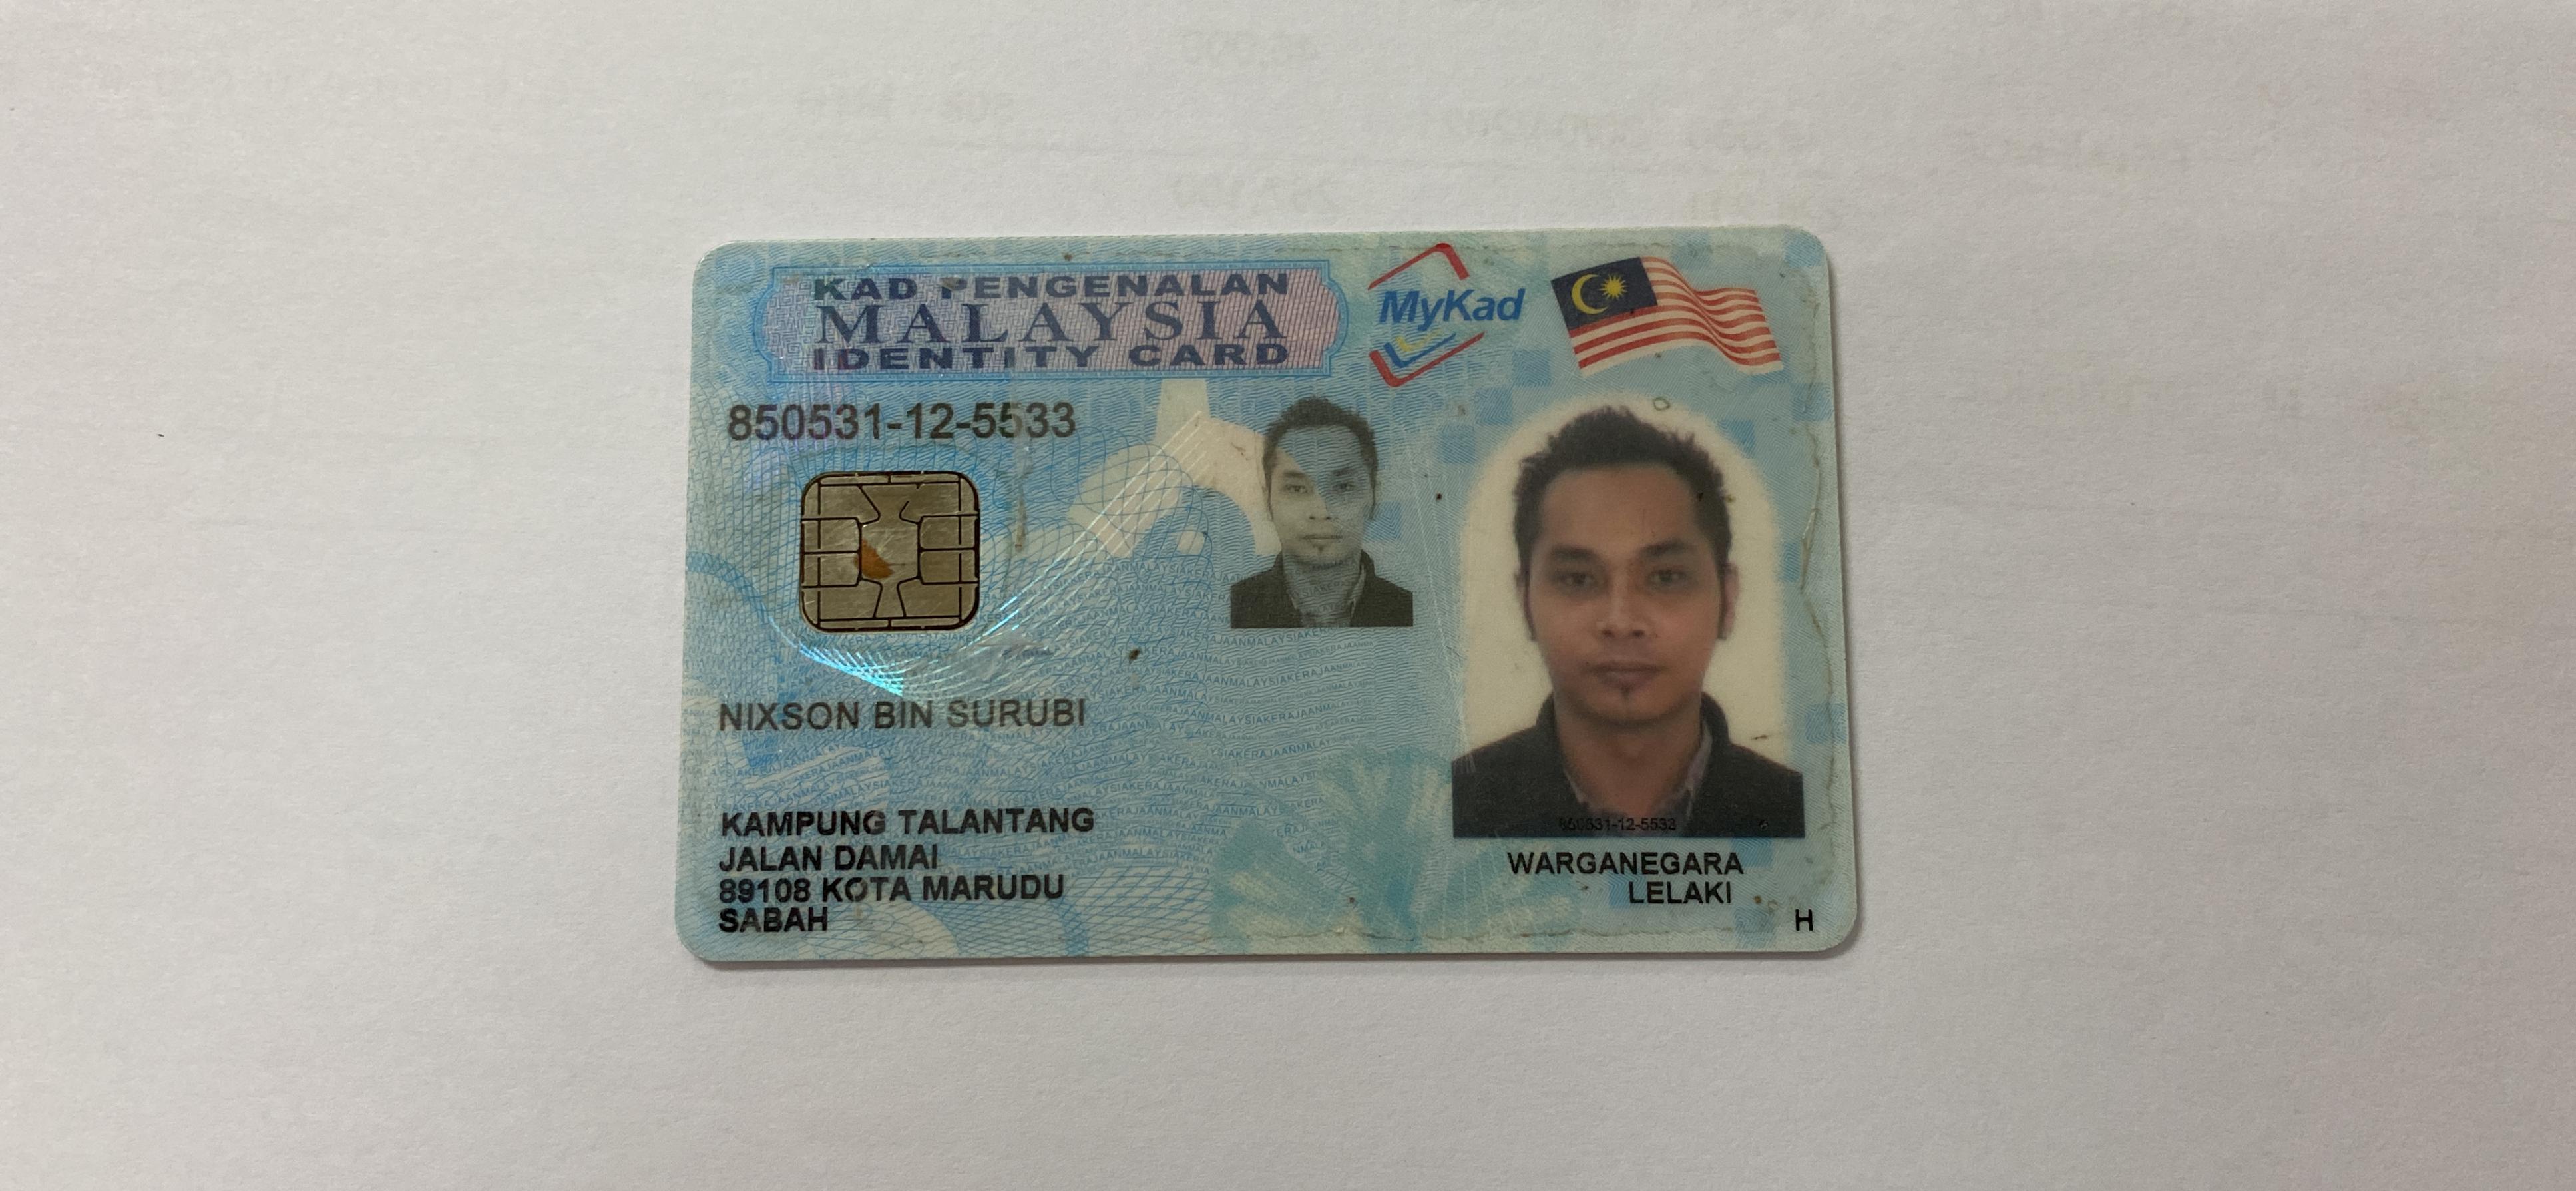 KAD PENGENALAN
MALAYSIA
IDENTITY CARD
MyKad
850531-12-5533
NIXSON BIN SURUBI
KAMPUNG TALANTANG
JALAN DAMAI
89108 KOTA MARUDU
SABAH
850531-12-5533
WARGANEGARA
LELAKI
H